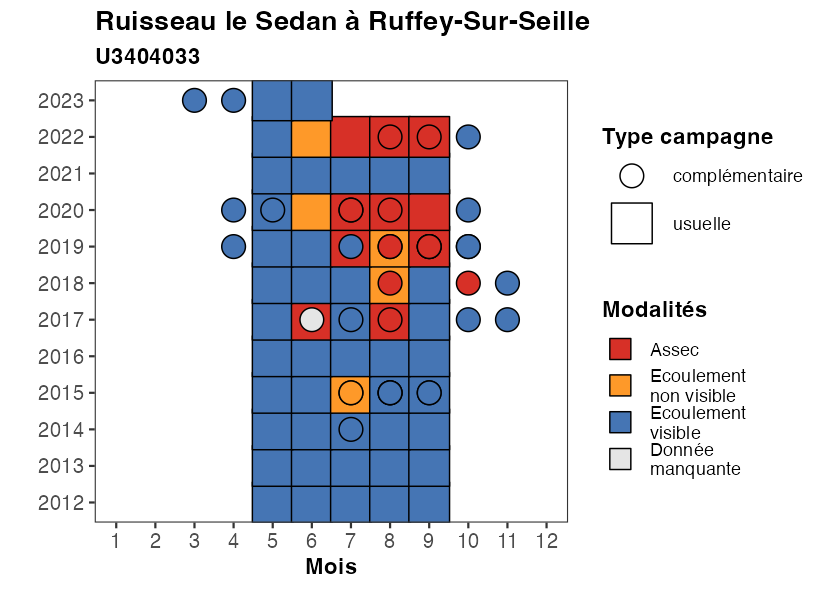 Ruisseau le Sedan à Ruffey-Sur-Seille
U3404033
2023
2022
2021
2020
2019
2018
2017
2016
2015
2014
2013
2012
1 2 3 4 5 6 7 8 9 10 11 12
Mois
Type campagne
complémentaire
usuelle
Modalités
Assec
Ecoulement
non visible
Ecoulement
visible
Donnée
manquante